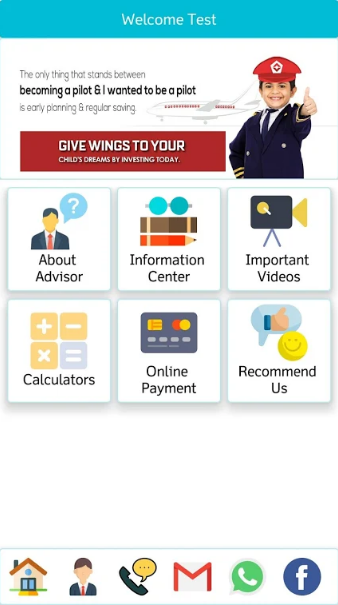 Welcome Test
The only thing that stands between
becoming a pilot & I wanted to be a pilot
is early planning & regular saving.
GIVE WINGS TO YOUR
CHILD'S DREAMS BY INVESTING TODAY.
About
Advisor
Information
Center
Important
Videos
Calculators
Online
Payment
Recommend
Us